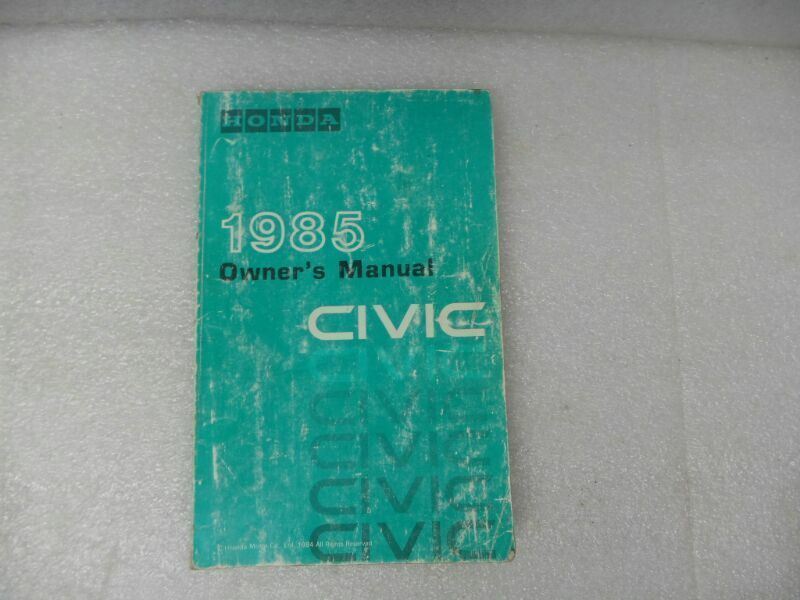 HONDA
1985
Owner's Manual
CIVIC
CIVIC
CIVIC
CIVIC
CIVIC
© Honda Motor Co., Ltd. 1984 All Rights Reserved